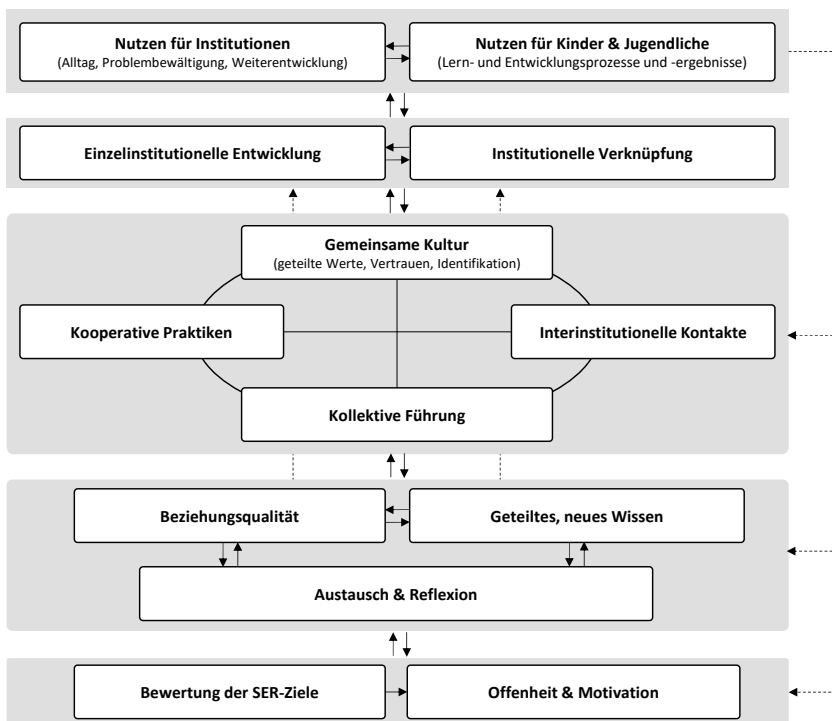 Nutzen für Institutionen
(Alltag, Problembewältigung, Weiterentwicklung)
Nutzen für Kinder & Jugendliche
(Lern- und Entwicklungsprozesse und -ergebnisse)
Einzelinstitutionelle Entwicklung
Institutionelle Verknüpfung
Gemeinsame Kultur
(geteilte Werte, Vertrauen, Identifikation)
Kooperative Praktiken
Interinstitutionelle Kontakte
Kollektive Führung
Beziehungsqualität
Geteiltes, neues Wissen
Austausch & Reflexion
Bewertung der SER-Ziele
Offenheit & Motivation